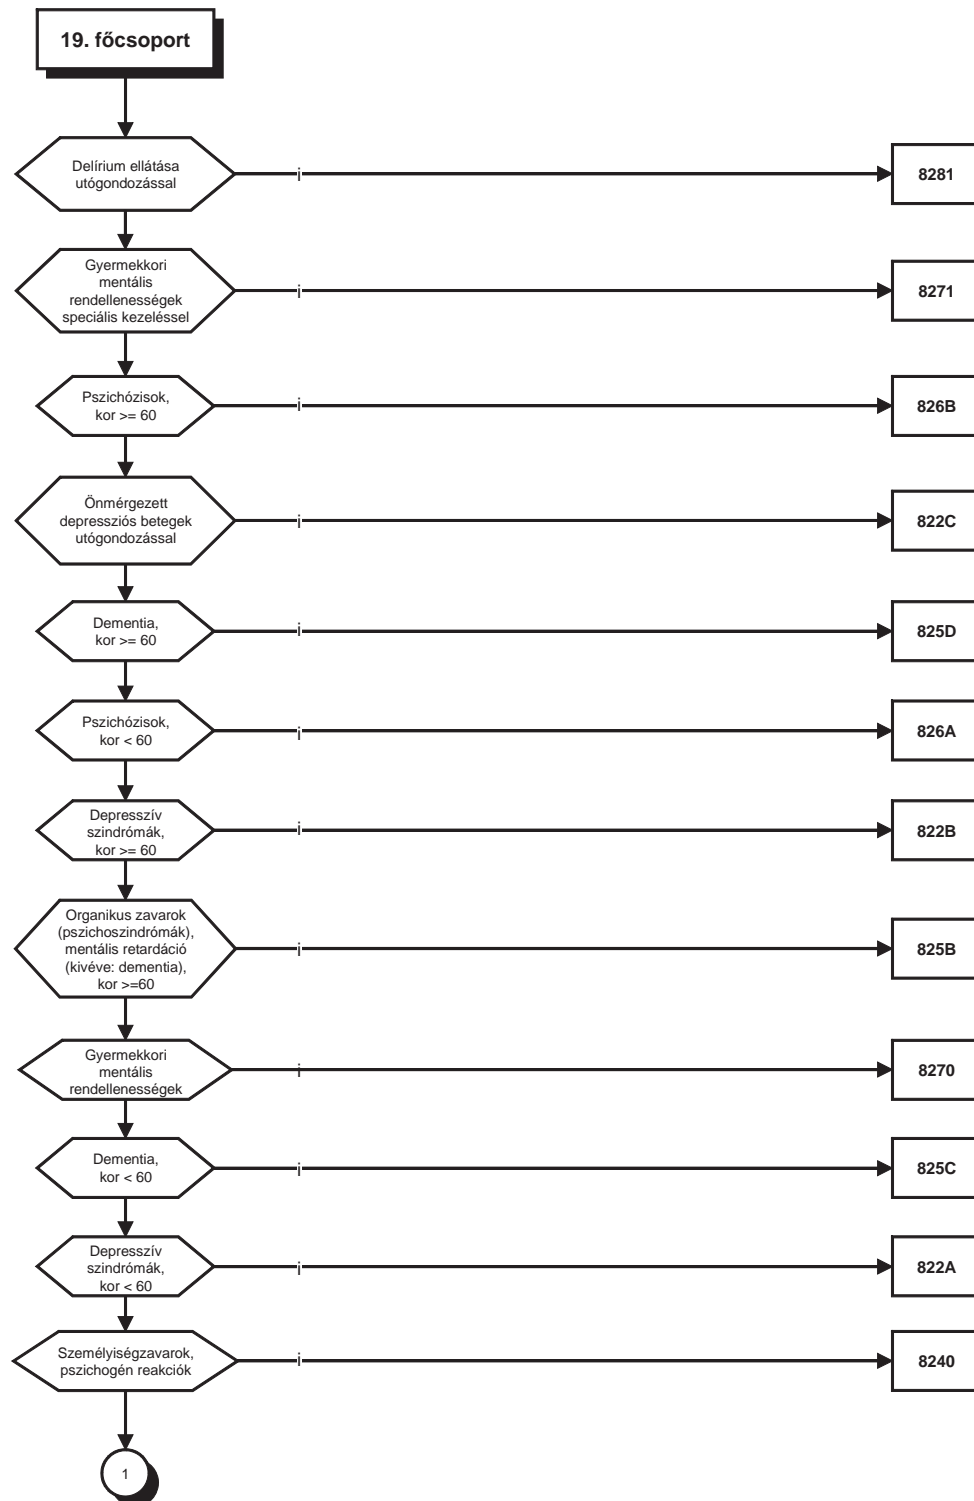 19. főcsoport
Delírium ellátása
utógondozással
i
8281
Gyermekkori
mentális
rendellenességek
speciális kezeléssel
i
8271
Pszichózisok,
kor >= 60
i
826B
Önmérgezett
depressziós betegek
utógondozással
i
822C
Dementia,
kor >= 60
i
825D
Pszichózisok,
kor < 60
i
826A
Depresszív
szindrómák,
kor >= 60
i
822B
Organikus zavarok
(pszichoszindrómák),
mentális retardáció
(kivéve: dementia),
kor >=60
i
825B
Gyermekkori
mentális
rendellenességek
i
8270
Dementia,
kor < 60
i
825C
Depresszív
szindrómák,
kor < 60
i
822A
Személyiségzavarok,
pszichogén reakciók
i
8240
1